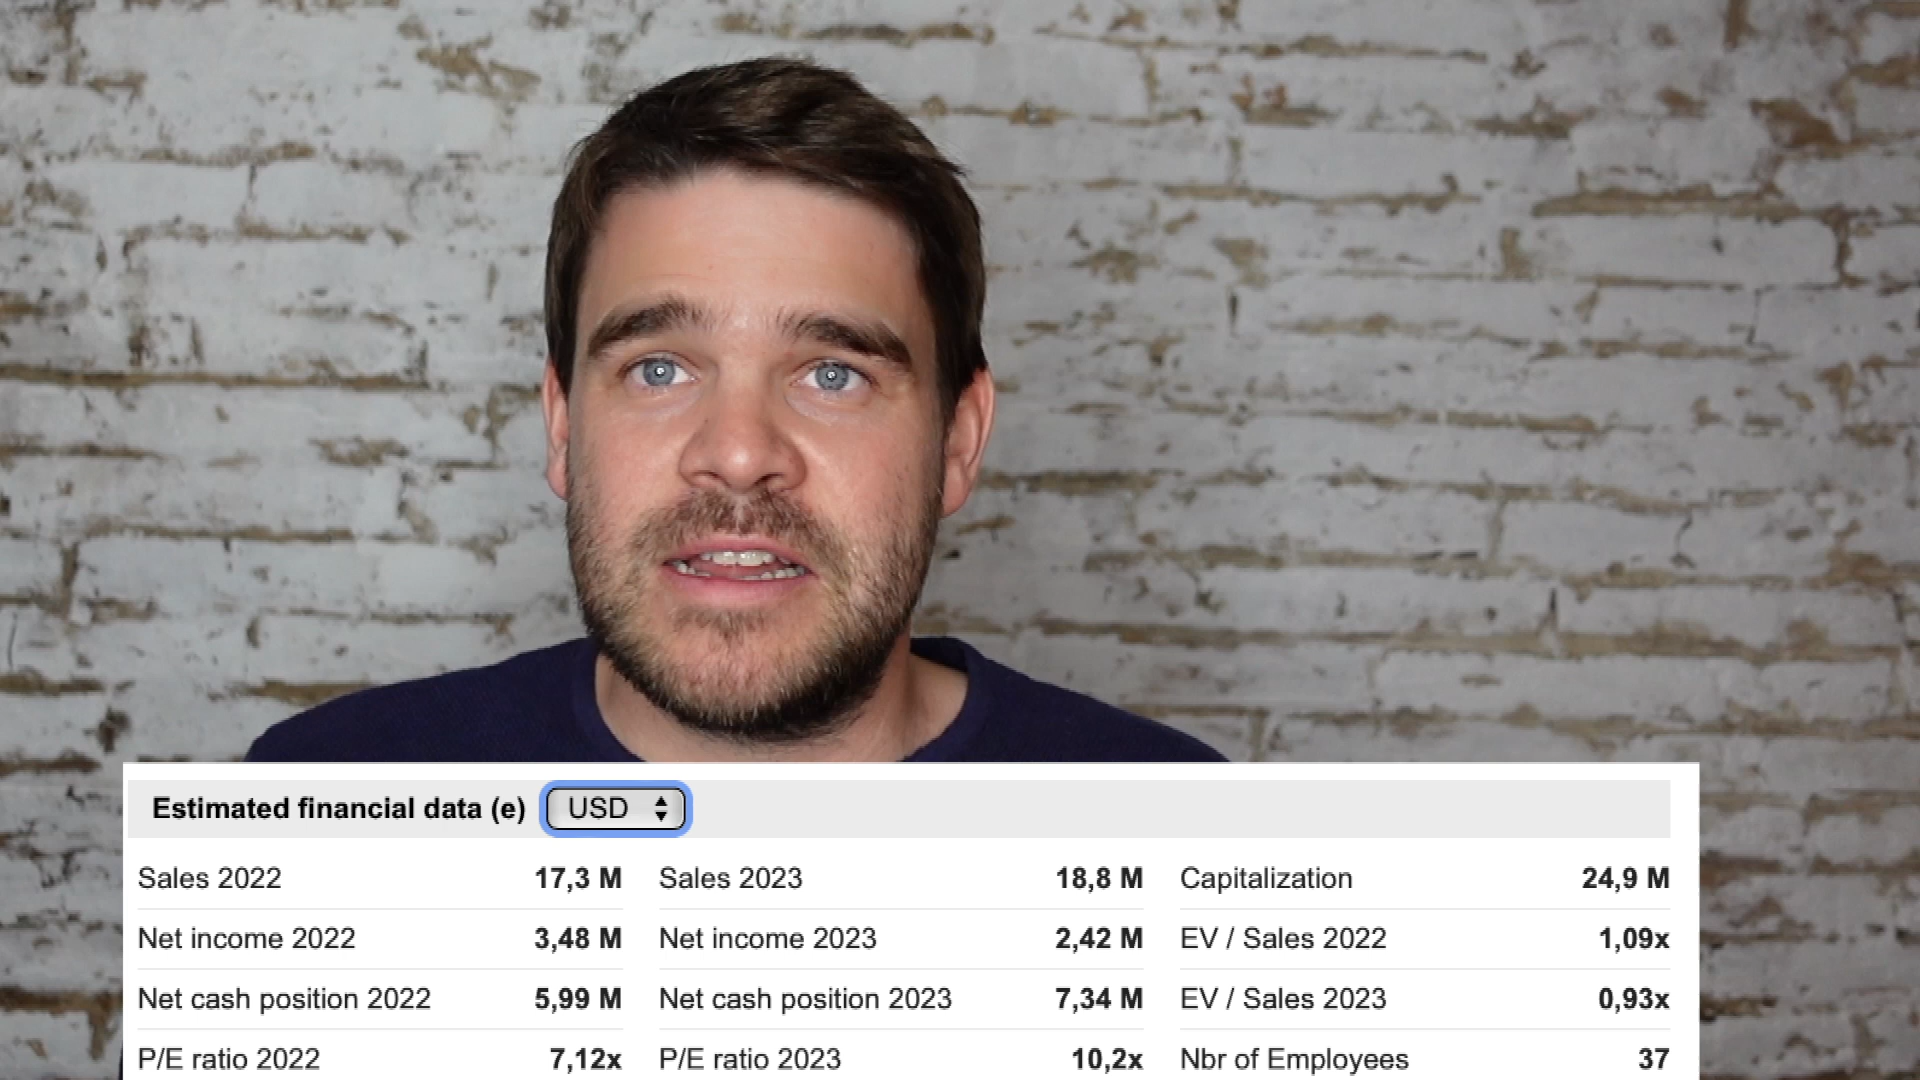 Estimated financial data (e) USD
Sales 2022 17,3 M Sales 2023 18,8 M Capitalization 24,9 M
Net income 2022 3,48 M Net income 2023 2,42 M EV / Sales 2022 1,09x
Net cash position 2022 5,99 M Net cash position 2023 7,34 M EV / Sales 2023 0,93x
P/E ratio 2022 7,12x P/E ratio 2023 10,2x Nbr of Employees 37